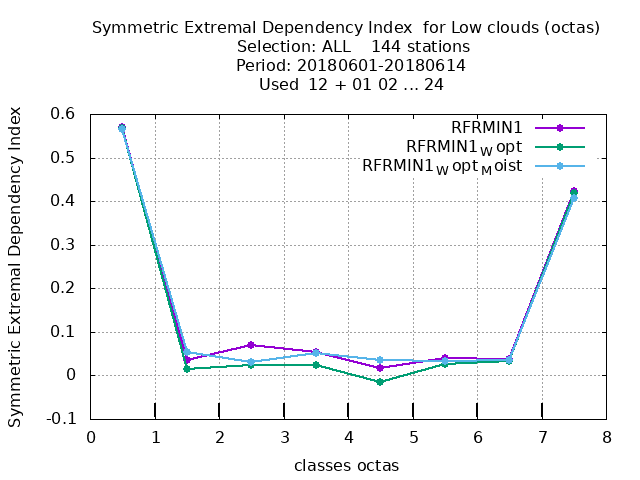 Symmetric Extremal Dependency Index  for Low clouds (octas)
Selection: ALL    144 stations
Period: 20180601-20180614
Used  12 + 01 02 ... 24
Symmetric Extremal Dependency Index
0.6
0.5
0.4
0.3
0.2
0.1
0
-0.1
RFRMIN1
RFRMIN1W opt
RFRMIN1W optM oist
0 1 2 3 4 5 6 7 8
classes octas